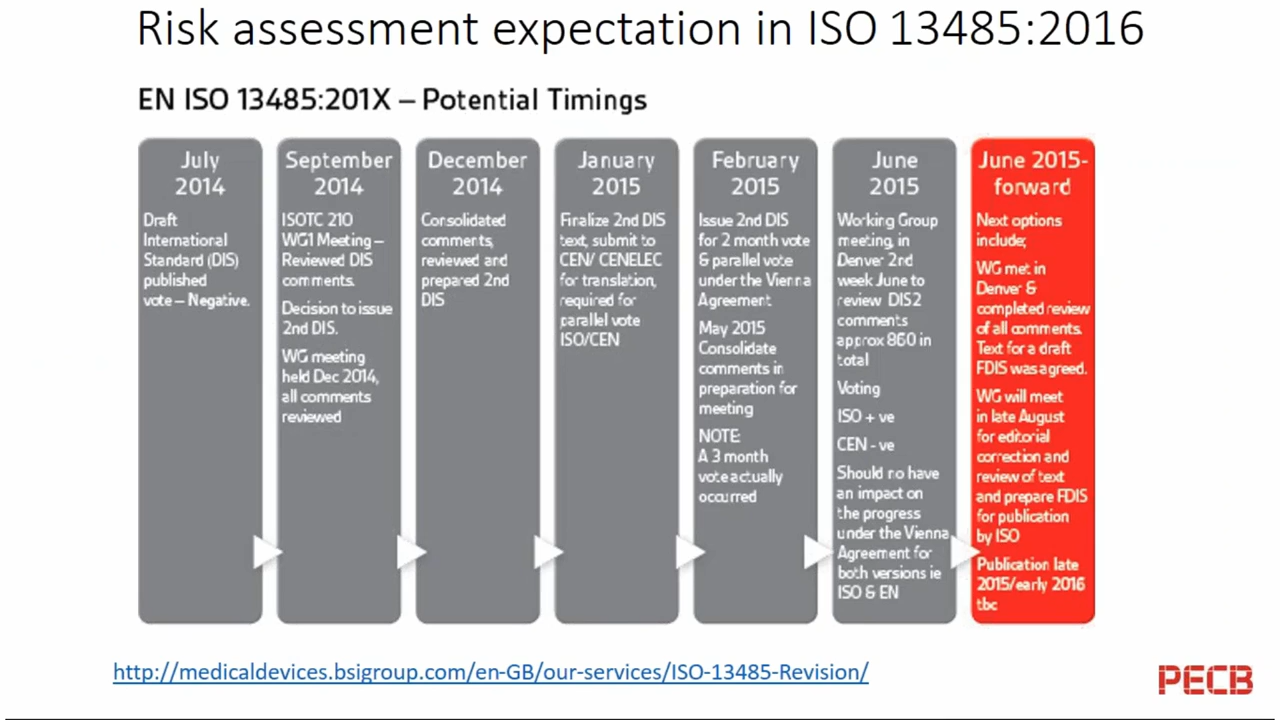 Risk assessment expectation in ISO 13485:2016
EN ISO 13485:201X – Potential Timings
July
2014
Draft
International
Standard (DIS)
published
vote – Negative.
September
2014
ISOTC 210
WG1 Meeting –
Reviewed DIS
comments.
Decision to issue
2nd DIS.
WG meeting
held Dec 2014,
all comments
reviewed
December
2014
Consolidated
comments,
reviewed and
prepared 2nd
DIS
January
2015
Finalize 2nd DIS
text, submit to
CEN/ CENELEC
for translation,
required for
parallel vote
ISO/CEN
February
2015
Issue 2nd DIS
for 2 month vote
& parallel vote
under the Vienna
Agreement
May 2015
Consolidate
comments in
preparation for
meeting
NOTE:
A 3 month
vote actually
occurred
June
2015
Working Group
meeting, in
Denver 2nd
week June to
review DIS2
comments
approx 860 in
total
Voting
ISO + ve
CEN - ve
Should no have
an impact on
the progress
under the Vienna
Agreement for
both versions ie
ISO & EN
June 2015-
forward
Next options
include;
WG met in
Denver &
completed review
of all comments.
Text for a draft
FDIS was agreed.
WG will meet
in late August
for editorial
correction and
review of text
and prepare FDIS
for publication
by ISO
Publication late
2015/early 2016
tbc
http://medicaldevices.bsigroup.com/en-GB/our-services/ISO-13485-Revision/
PECB